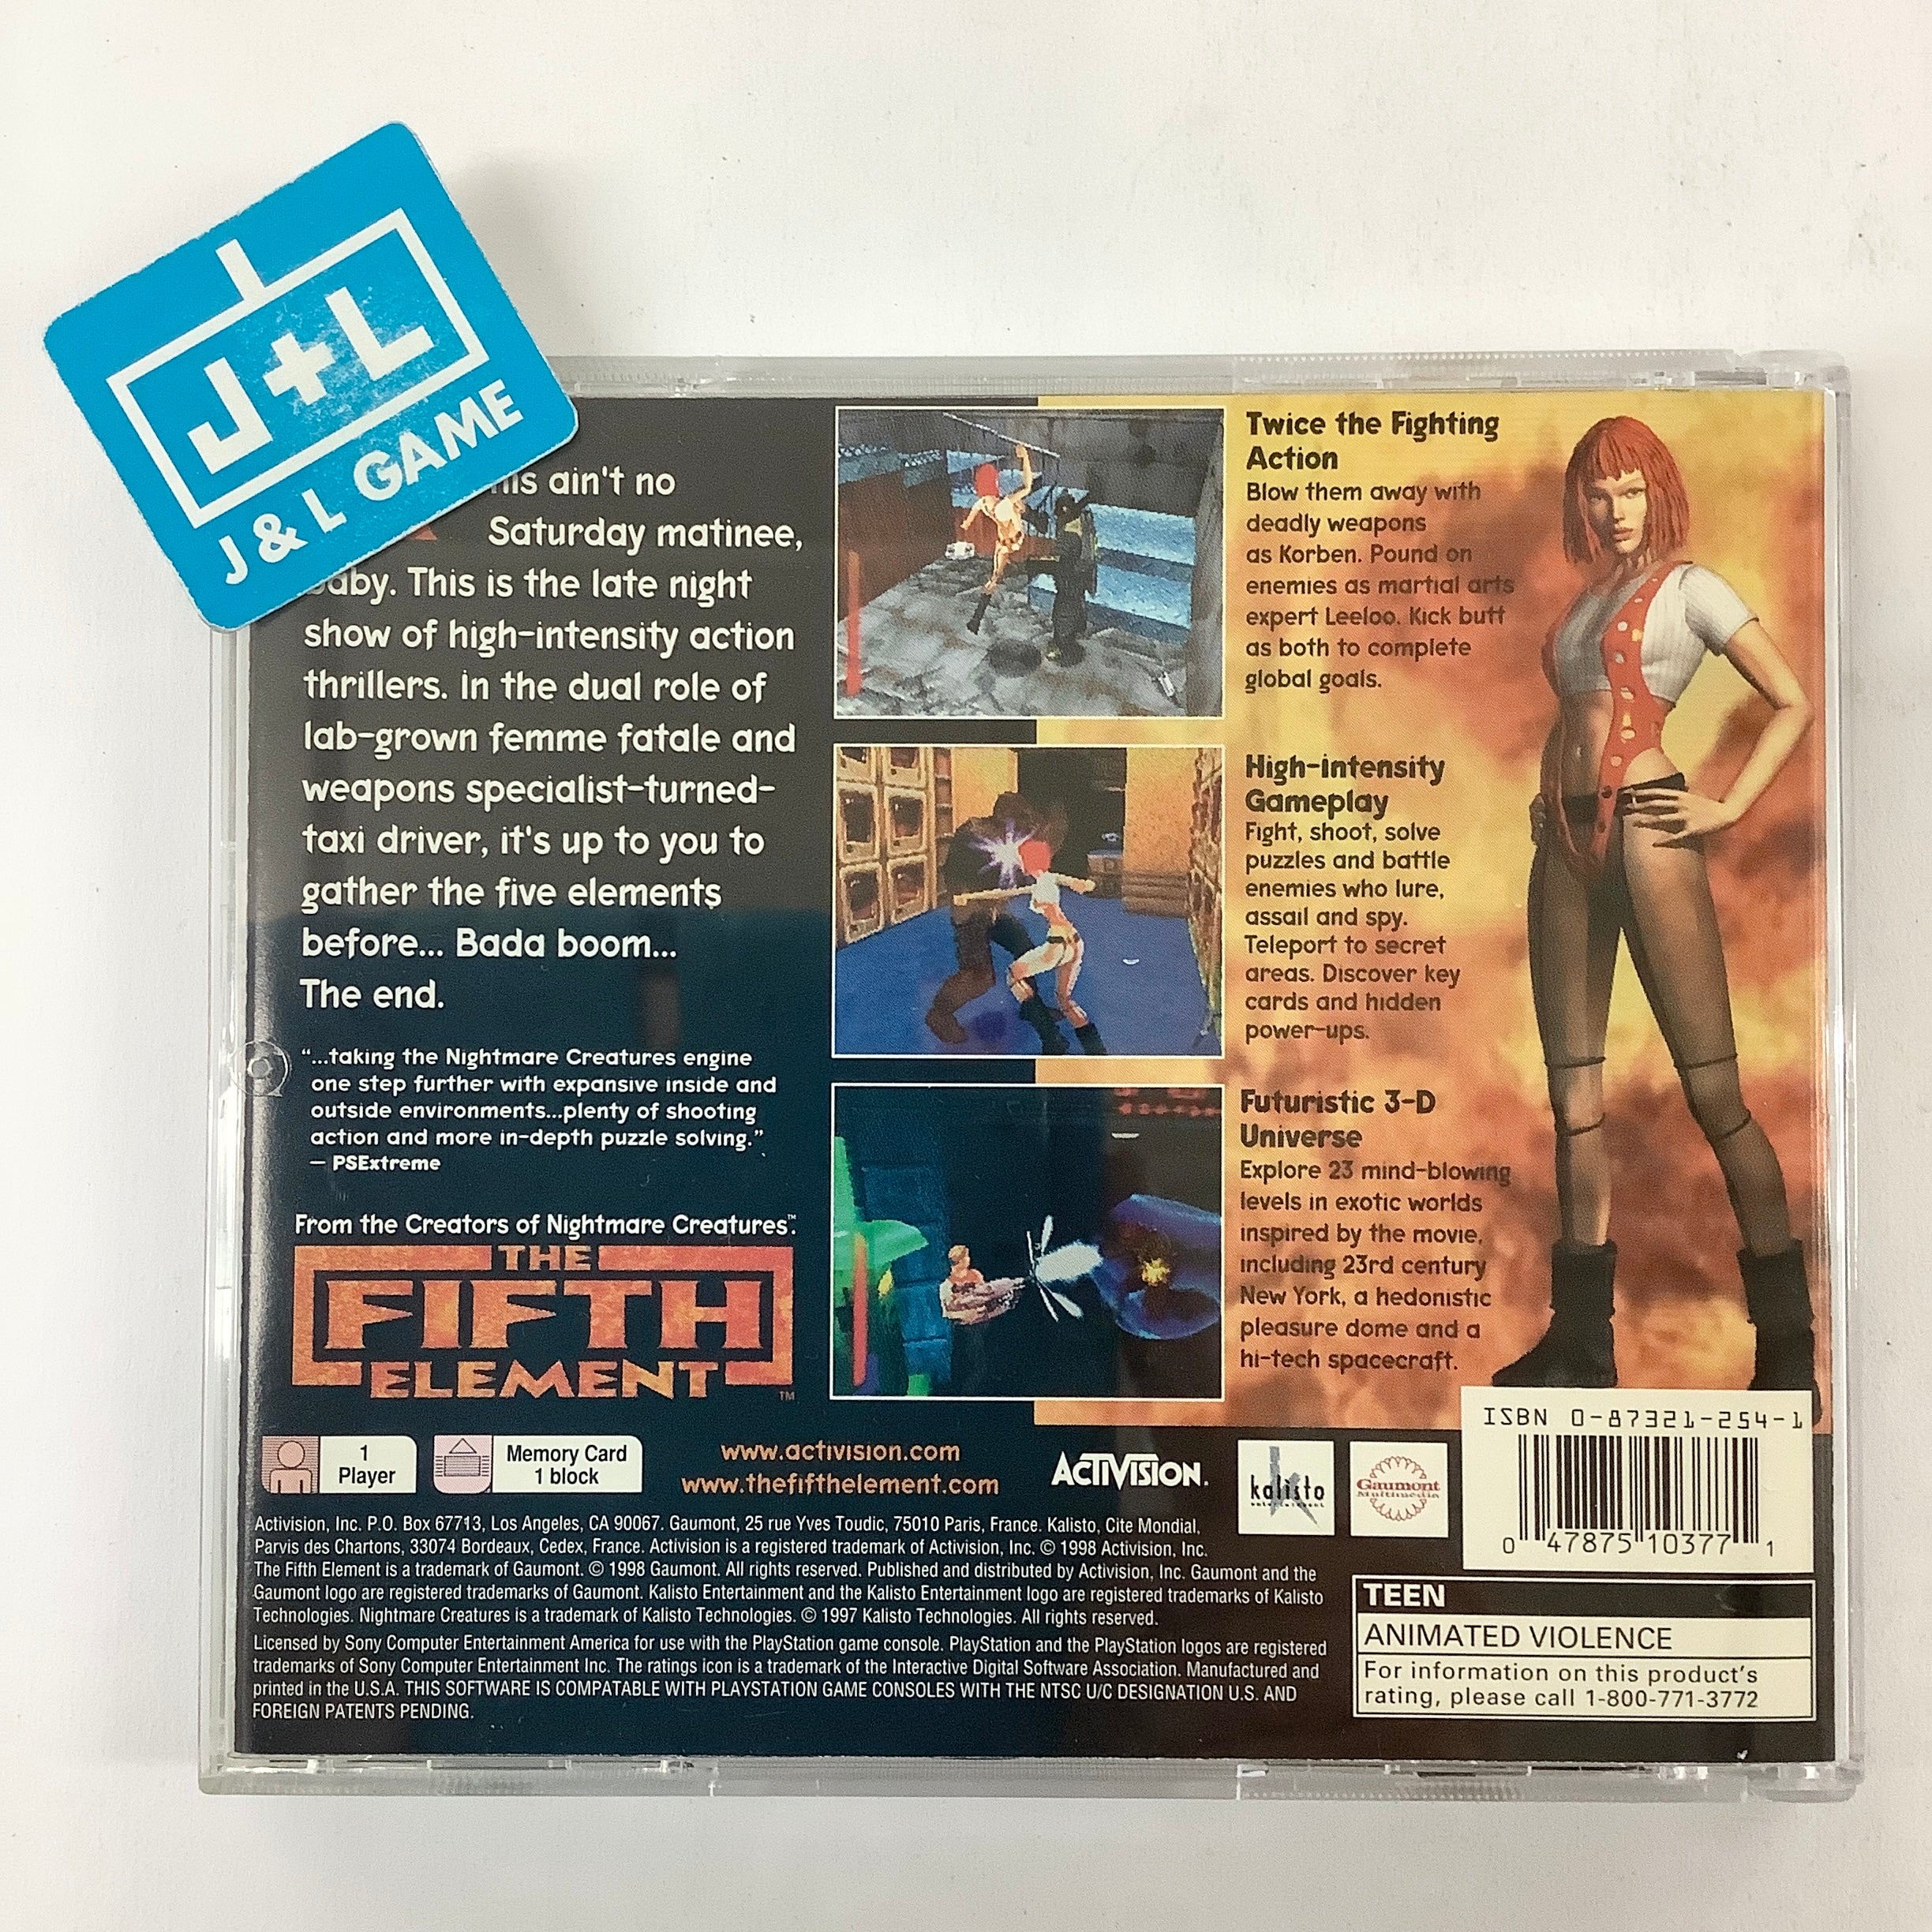 J+L
J & L GAME
ain't no
Saturday matinee,
baby. This is the late night
show of high-intensity action
thrillers. In the dual role of
lab-grown femme fatale and
weapons specialist-turned-
taxi driver, it's up to you to
gather the five elements
before... Bada boom...
The end.
"...taking the Nightmare Creatures engine
one step further with expansive inside and
outside environments...plenty of shooting
action and more in-depth puzzle solving."
— PSExtreme
From the Creators of Nightmare Creatures™.
THE
FIFTH
ELEMENT™
Twice the Fighting
Action
Blow them away with
deadly weapons
as Korben. Pound on
enemies as martial arts
expert Leeloo. Kick butt
as both to complete
global goals.
High-intensity
Gameplay
Fight, shoot, solve
puzzles and battle
enemies who lure,
assail and spy.
Teleport to secret
areas. Discover key
cards and hidden
power-ups.
Futuristic 3-D
Universe
Explore 23 mind-blowing
levels in exotic worlds
inspired by the movie,
including 23rd century
New York, a hedonistic
pleasure dome and a
hi-tech spacecraft.
1
Player
Memory Card
1 block
www.activision.com
www.thefifthelement.com
ACTIVISION.
kalisto
entertainment
Gaumont
Multimedia
ISBN 0-87321-254-1
0 47875 10377 1
Activision, Inc. P.O. Box 67713, Los Angeles, CA 90067. Gaumont, 25 rue Yves Toudic, 75010 Paris, France. Kalisto, Cite Mondial,
Parvis des Chartons, 33074 Bordeaux, Cedex, France. Activision is a registered trademark of Activision, Inc. © 1998 Activision, Inc.
The Fifth Element is a trademark of Gaumont. © 1998 Gaumont. All rights reserved. Published and distributed by Activision, Inc. Gaumont and the
Gaumont logo are registered trademarks of Gaumont. Kalisto Entertainment and the Kalisto Entertainment logo are registered trademarks of Kalisto
Technologies. Nightmare Creatures is a trademark of Kalisto Technologies. © 1997 Kalisto Technologies. All rights reserved.
Licensed by Sony Computer Entertainment America for use with the PlayStation game console. PlayStation and the PlayStation logos are registered
trademarks of Sony Computer Entertainment Inc. The ratings icon is a trademark of the Interactive Digital Software Association. Manufactured and
printed in the U.S.A. THIS SOFTWARE IS COMPATABLE WITH PLAYSTATION GAME CONSOLES WITH THE NTSC U/C DESIGNATION U.S. AND
FOREIGN PATENTS PENDING.
TEEN
ANIMATED VIOLENCE
For information on this product's
rating, please call 1-800-771-3772